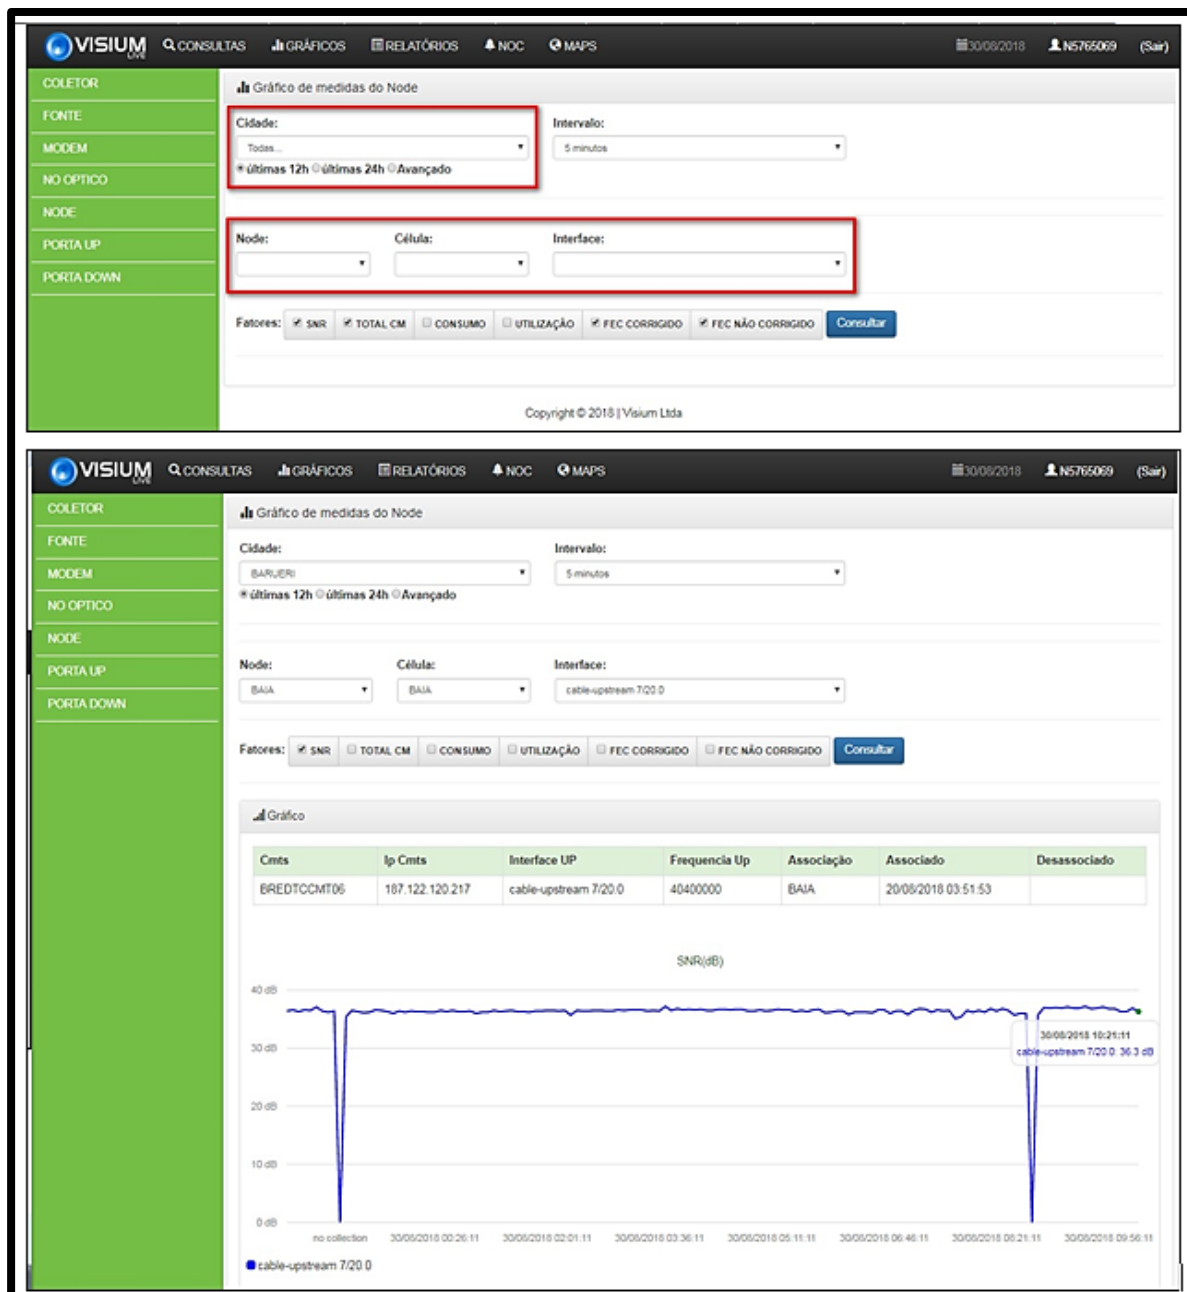 VISIUM LIVE CONSULTAS GRÁFICOS RELATÓRIOS NOC MAPS 30/08/2018 N5765069 (Sair)
COLETOR
FONTE
MODEM
NO OPTICO
NODE
PORTA UP
PORTA DOWN
Gráfico de medidas do Node
Cidade: Intervalo:
Todas... 5 minutos
últimas 12h últimas 24h Avançado
Node: Célula: Interface:
Fatores: SNR TOTAL CM CONSUMO UTILIZAÇÃO FEC CORRIGIDO FEC NÃO CORRIGIDO Consultar
Copyright © 2018 | Visium Ltda
VISIUM LIVE CONSULTAS GRÁFICOS RELATÓRIOS NOC MAPS 30/08/2018 N5765069 (Sair)
COLETOR
FONTE
MODEM
NO OPTICO
NODE
PORTA UP
PORTA DOWN
Gráfico de medidas do Node
Cidade: Intervalo:
BARUERI 5 minutos
últimas 12h últimas 24h Avançado
Node: Célula: Interface:
BAIA BAIA cable-upstream 7/20.0
Fatores: SNR TOTAL CM CONSUMO UTILIZAÇÃO FEC CORRIGIDO FEC NÃO CORRIGIDO Consultar
Gráfico
Cmts Ip Cmts Interface UP Frequencia Up Associação Associado Desassociado
BREDTCCMT06 187.122.120.217 cable-upstream 7/20.0 40400000 BAIA 20/08/2018 03:51:53
SNR(dB)
40 dB
30/08/2018 10:21:11
30 dB
cable-upstream 7/20.0: 36.3 dB
20 dB
10 dB
0 dB
no collection 30/08/2018 00:26:11 30/08/2018 02:01:11 30/08/2018 03:36:11 30/08/2018 05:11:11 30/08/2018 06:46:11 30/08/2018 08:21:11 30/08/2018 09:56:11
cable-upstream 7/20.0